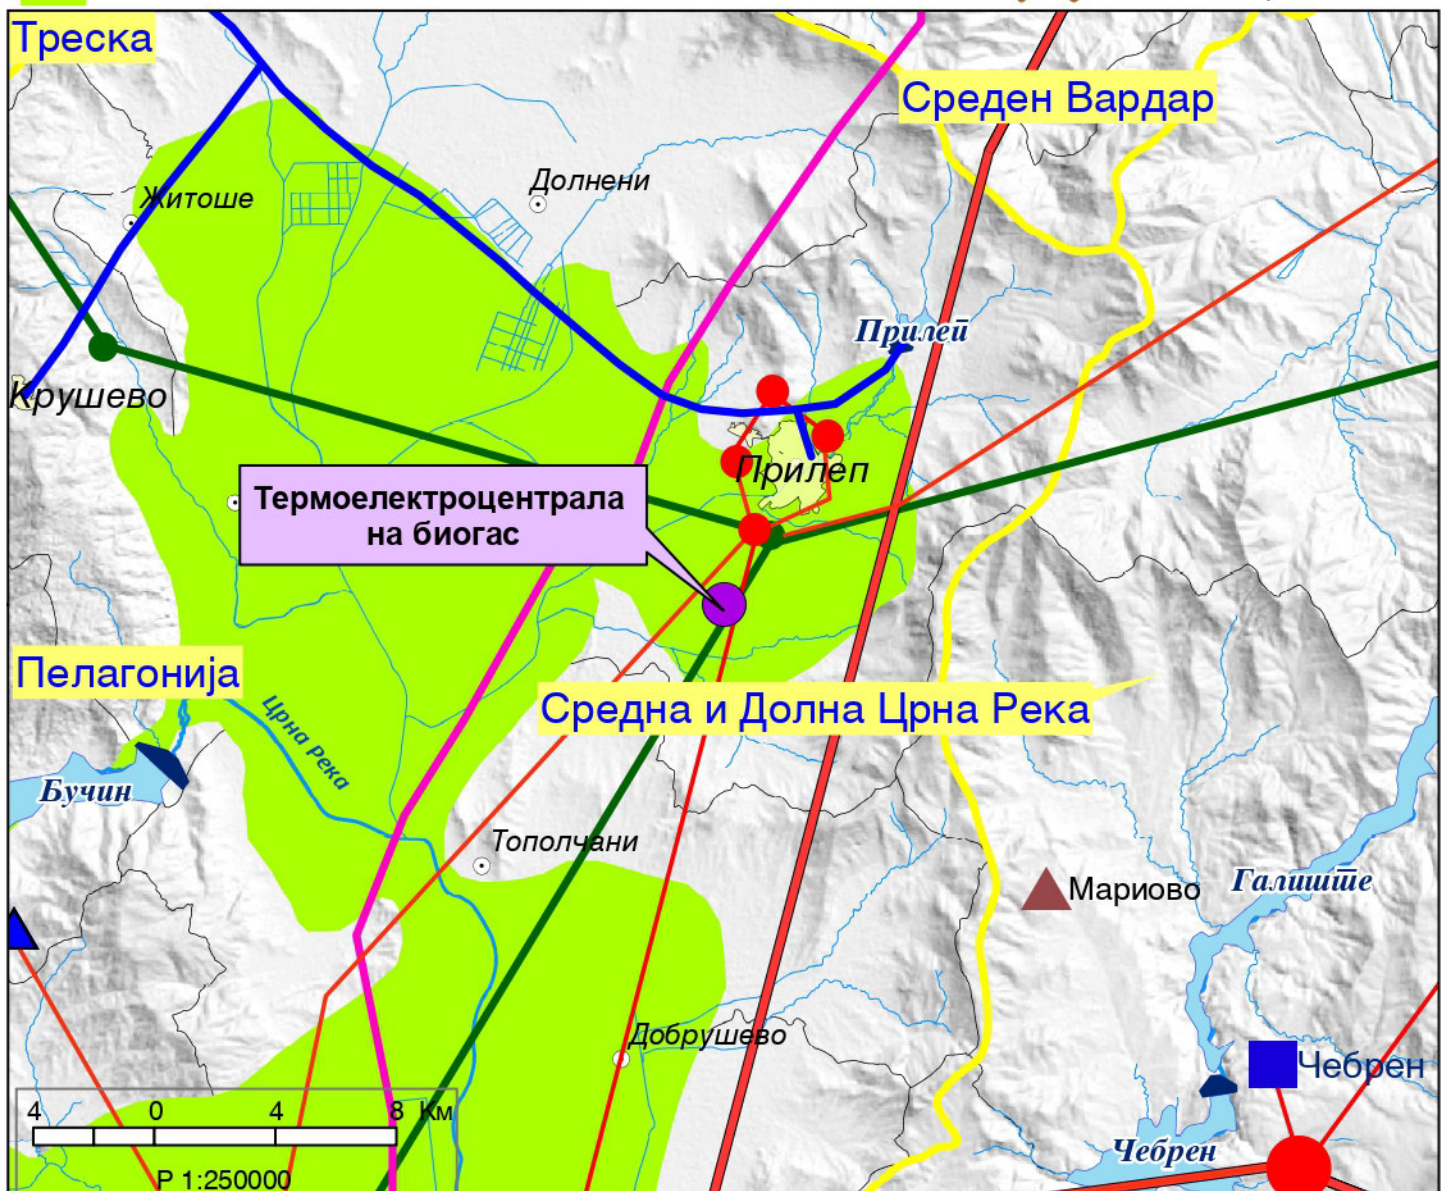 Треска
Среден Вардар
Житоше
Долнени
Прилеп
Крушево
Прилеп
Термоелектроцентрала
на биогас
Пелагонија
Црна река
Средна и Долна Црна Река
Бучин
Тополчани
Мариово
Галиште
Добрушево
Чебрен
4 0 4 8 Км
Чебрен
Р 1:250000